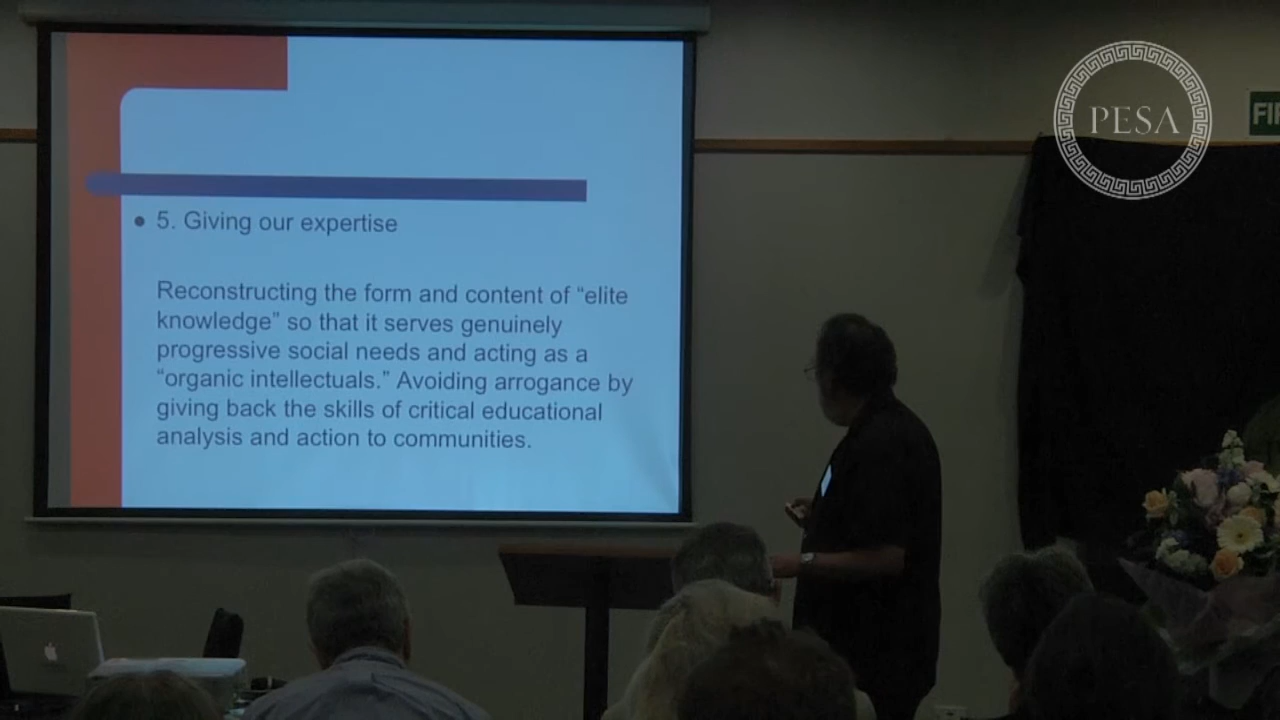 PESA
FI
• 5. Giving our expertise
Reconstructing the form and content of “elite
knowledge” so that it serves genuinely
progressive social needs and acting as a
“organic intellectuals.” Avoiding arrogance by
giving back the skills of critical educational
analysis and action to communities.